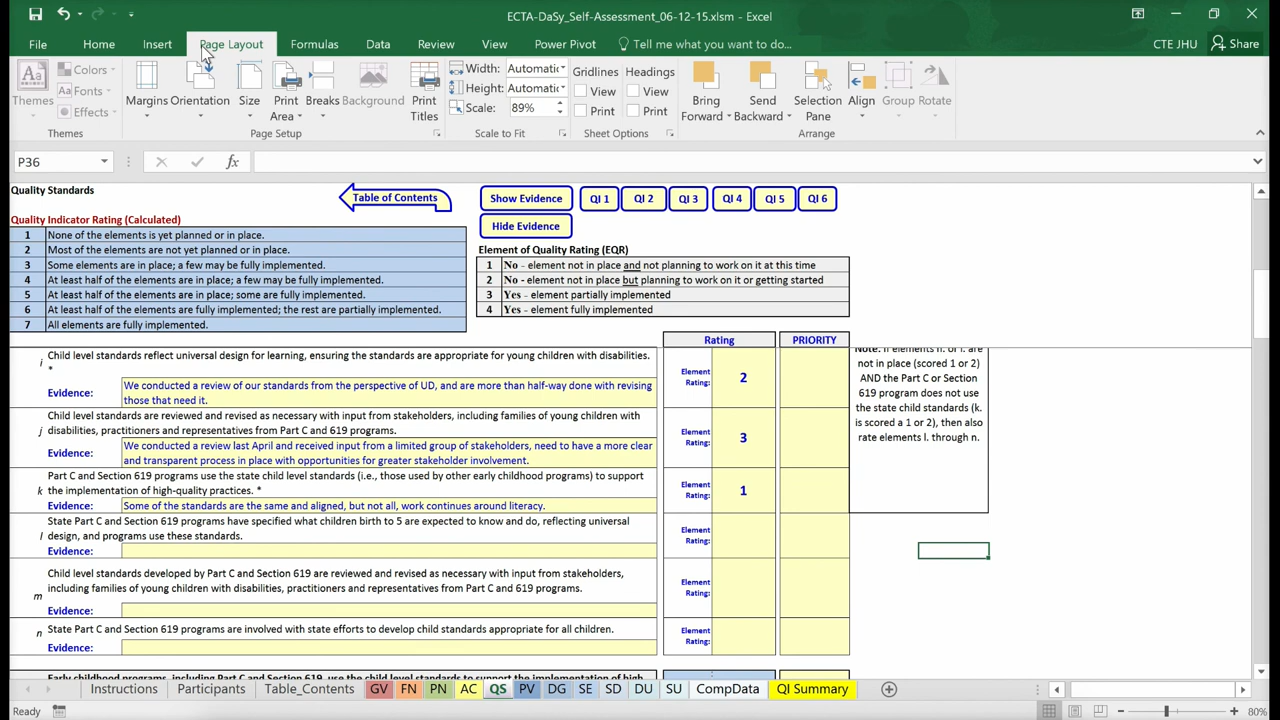 ECTA-DaSy_Self-Assessment_06-12-15.xlsm - Excel
File Home Insert Page Layout Formulas Data Review View Power Pivot Tell me what you want to do... CTE JHU Share
Themes Colors Fonts Effects Themes
Margins Orientation Size Print Area Breaks Background Print Titles Page Setup
Width: Automatic
Height: Automatic
Scale: 89%
Scale to Fit
Gridlines Headings
View View
Print Print
Sheet Options
Bring Forward Send Backward Selection Pane Align Group Rotate Arrange
P36 fx
Quality Standards
Table of Contents Show Evidence QI 1 QI 2 QI 3 QI 4 QI 5 QI 6
Hide Evidence
Quality Indicator Rating (Calculated)
1 None of the elements is yet planned or in place.
2 Most of the elements are not yet planned or in place.
3 Some elements are in place; a few may be fully implemented.
4 At least half of the elements are in place; a few may be fully implemented.
5 At least half of the elements are in place; some are fully implemented.
6 At least half of the elements are fully implemented; the rest are partially implemented.
7 All elements are fully implemented.
Element of Quality Rating (EQR)
1 No - element not in place and not planning to work on it at this time
2 No - element not in place but planning to work on it or getting started
3 Yes - element partially implemented
4 Yes - element fully implemented
Rating PRIORITY
i Child level standards reflect universal design for learning, ensuring the standards are appropriate for young children with disabilities.
*
Evidence: We conducted a review of our standards from the perspective of UD, and are more than half-way done with revising
those that need it.
Element Rating: 2
j Child level standards are reviewed and revised as necessary with input from stakeholders, including families of young children with
disabilities, practitioners and representatives from Part C and 619 programs.
Evidence: We conducted a review last April and received input from a limited group of stakeholders, need to have a more clear
and transparent process in place with opportunities for greater stakeholder involvement.
Element Rating: 3
k Part C and Section 619 programs use the state child level standards (i.e., those used by other early childhood programs) to support
the implementation of high-quality practices. *
Evidence: Some of the standards are the same and aligned, but not all, work continues around literacy.
Element Rating: 1
l State Part C and Section 619 programs have specified what children birth to 5 are expected to know and do, reflecting universal
design, and programs use these standards.
Evidence:
Element Rating:
m Child level standards developed by Part C and Section 619 are reviewed and revised as necessary with input from stakeholders,
including families of young children with disabilities, practitioners and representatives from Part C and 619 programs.
Evidence:
Element Rating:
n State Part C and Section 619 programs are involved with state efforts to develop child standards appropriate for all children.
Evidence:
Element Rating:
Note: If elements h. or i. are
not in place (scored 1 or 2)
AND the Part C or Section
619 program does not use
the state child standards (k.
is scored a 1 or 2), then also
rate elements l. through n.
Early childhood programs, including Part C and Section 619, use the child level standards to support the implementation of high
Instructions Participants Table_Contents GV FN PN AC QS PV DG SE SD DU SU CompData QI Summary
Ready 80%